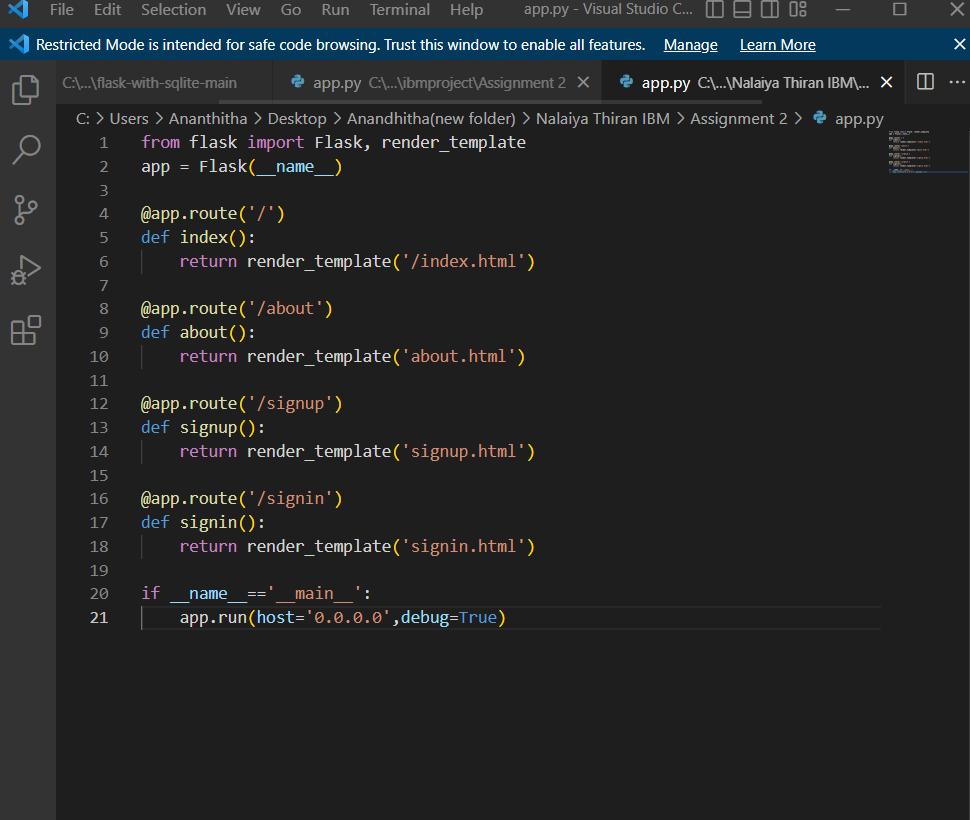 File Edit Selection View Go Run Terminal Help app.py - Visual Studio C...
Restricted Mode is intended for safe code browsing. Trust this window to enable all features. Manage Learn More
C:\...\flask-with-sqlite-main app.py C:\...\ibmproject\Assignment 2 app.py C:\...\Nalaiya Thiran IBM\...
C: > Users > Ananthitha > Desktop > Anandhitha(new folder) > Nalaiya Thiran IBM > Assignment 2 > app.py
1 from flask import Flask, render_template
2 app = Flask(__name__)
3
4 @app.route('/')
5 def index():
6 return render_template('/index.html')
7
8 @app.route('/about')
9 def about():
10 return render_template('about.html')
11
12 @app.route('/signup')
13 def signup():
14 return render_template('signup.html')
15
16 @app.route('/signin')
17 def signin():
18 return render_template('signin.html')
19
20 if __name__=='__main__':
21 app.run(host='0.0.0.0',debug=True)